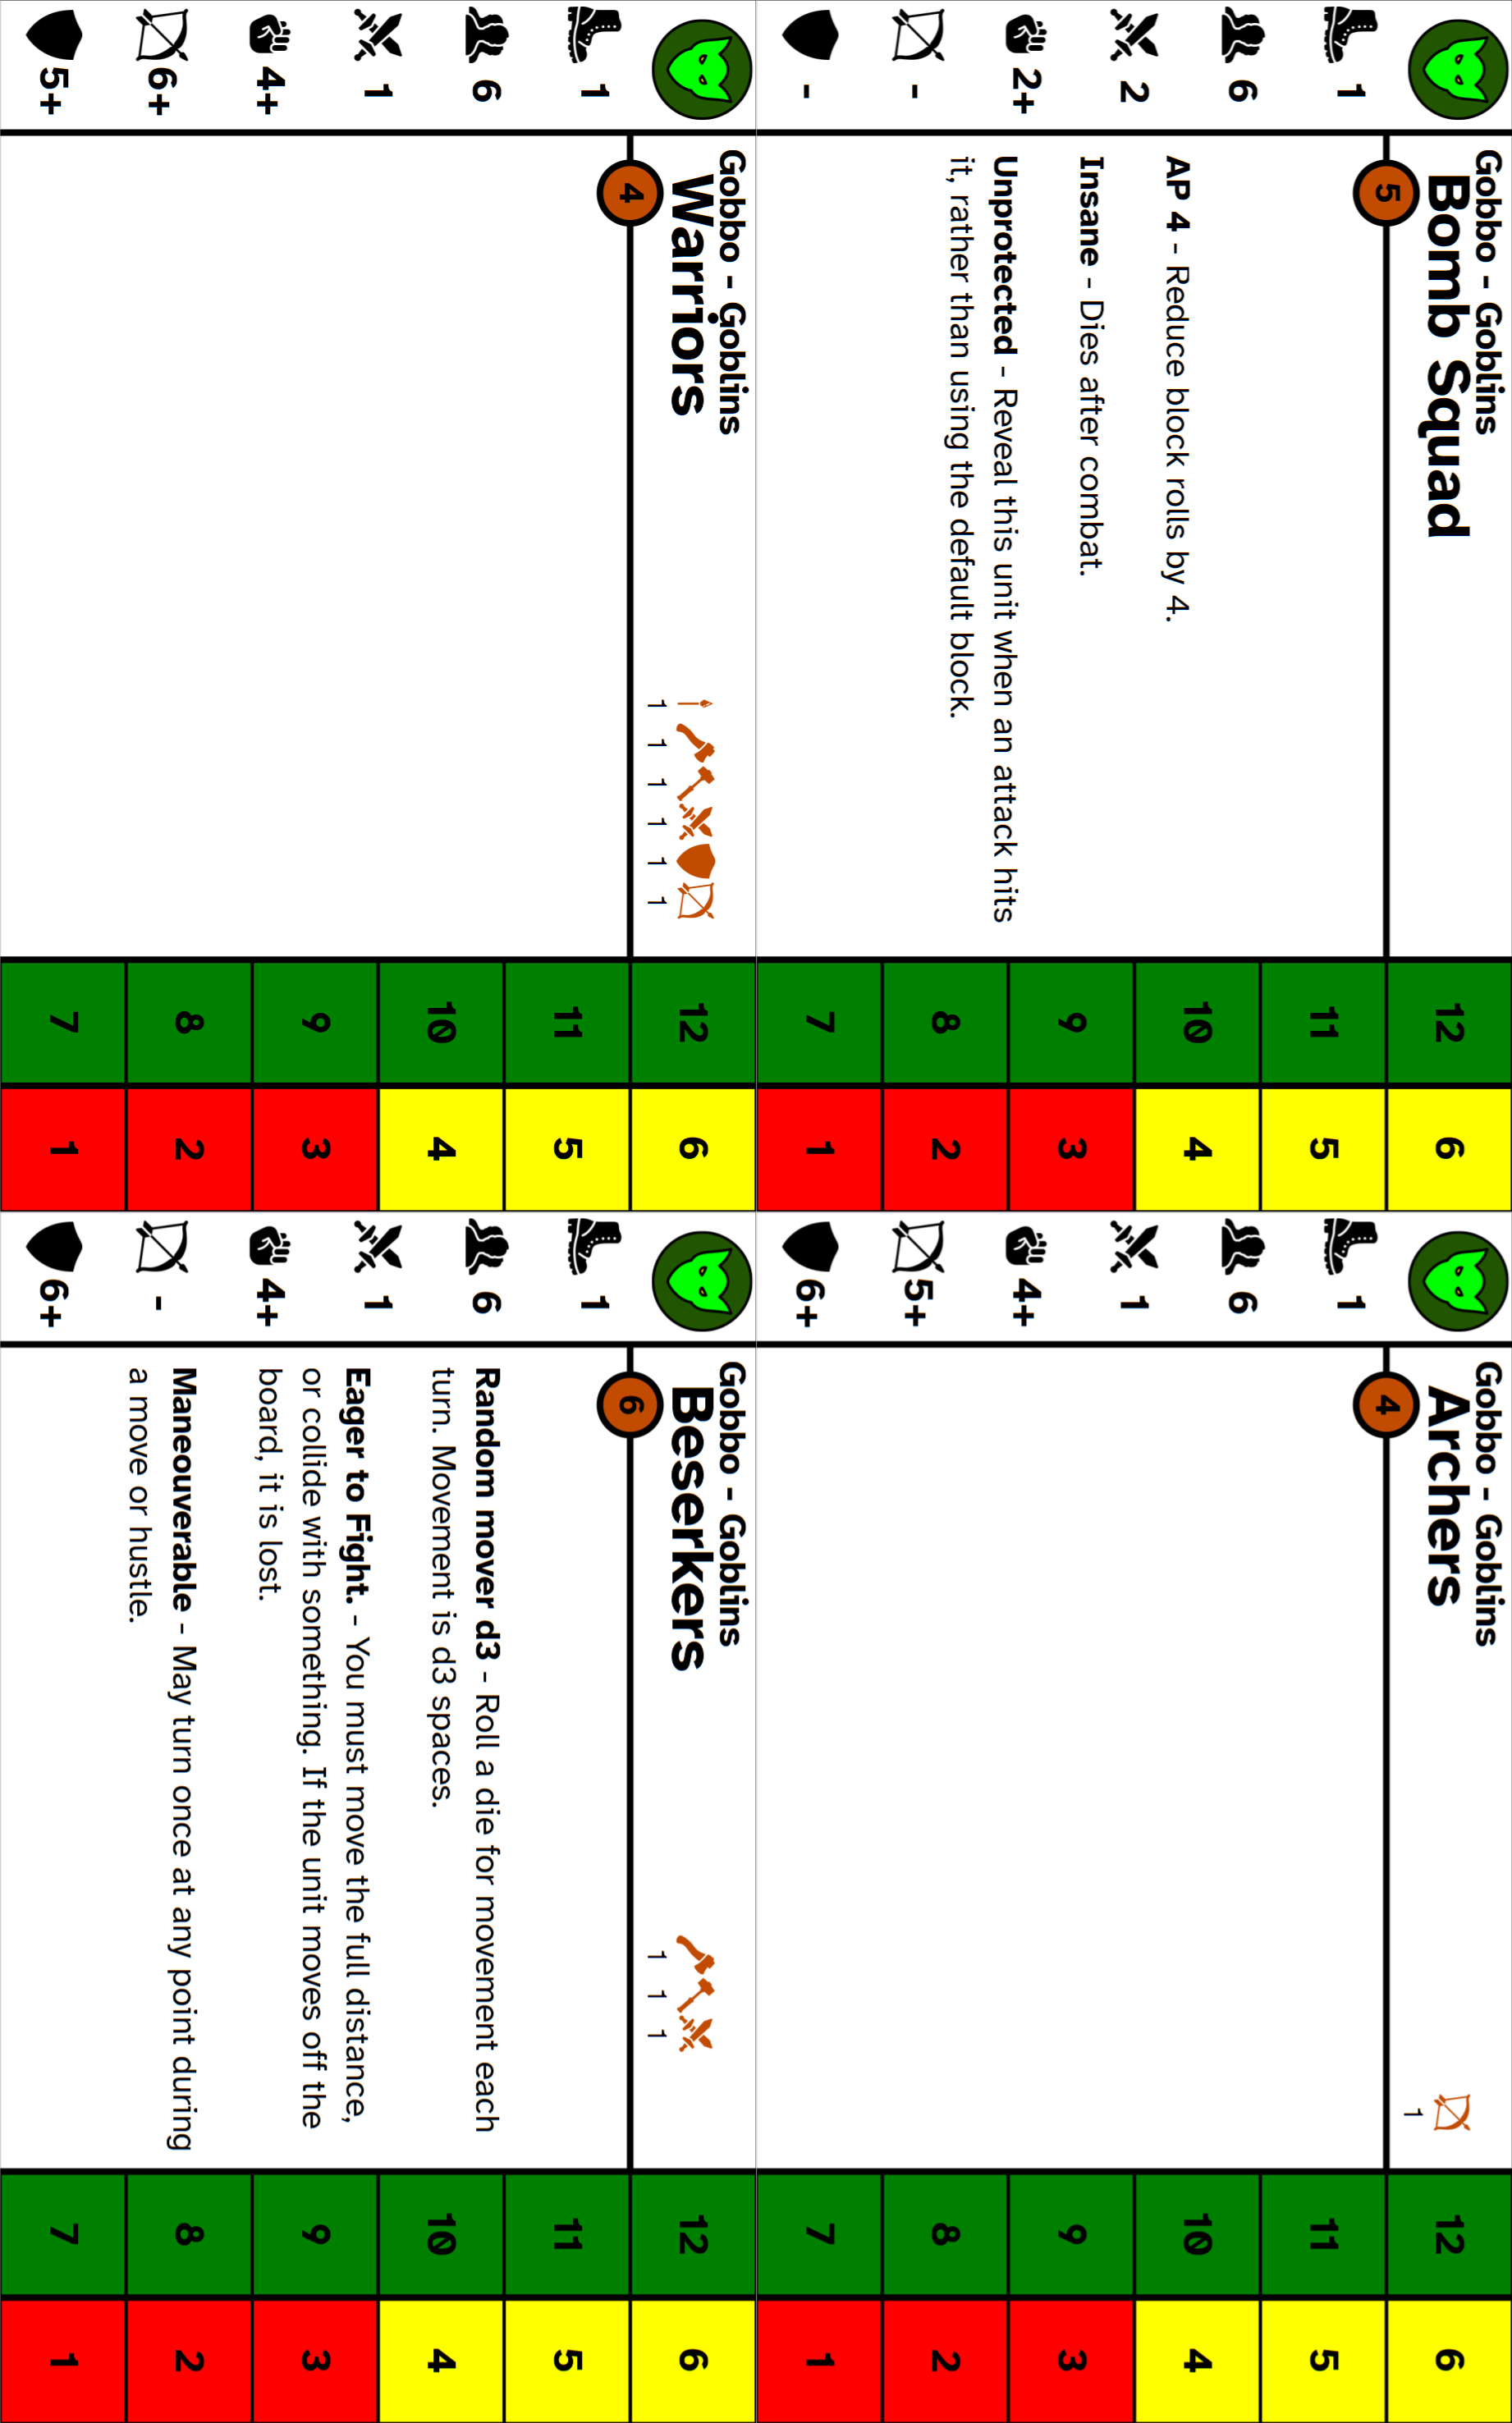 Gobbo - Goblins
Bomb Squad
5
1
6
2
2+
-
-
AP 4 - Reduce block rolls by 4.
Insane - Dies after combat.
Unprotected - Reveal this unit when an attack hits
it, rather than using the default block.
12 6
11 5
10 4
9 3
8 2
7 1
Gobbo - Goblins
Archers
1
4
1
6
1
4+
5+
6+
12 6
11 5
10 4
9 3
8 2
7 1
Gobbo - Goblins
Warriors
1 1 1 1 1 1
4
1
6
1
4+
6+
5+
12 6
11 5
10 4
9 3
8 2
7 1
Gobbo - Goblins
Beserkers
1 1 1
6
1
6
1
4+
-
6+
Random mover d3 - Roll a die for movement each
turn. Movement is d3 spaces.
Eager to Fight. - You must move the full distance,
or collide with something. If the unit moves off the
board, it is lost.
Maneouverable - May turn once at any point during
a move or hustle.
12 6
11 5
10 4
9 3
8 2
7 1